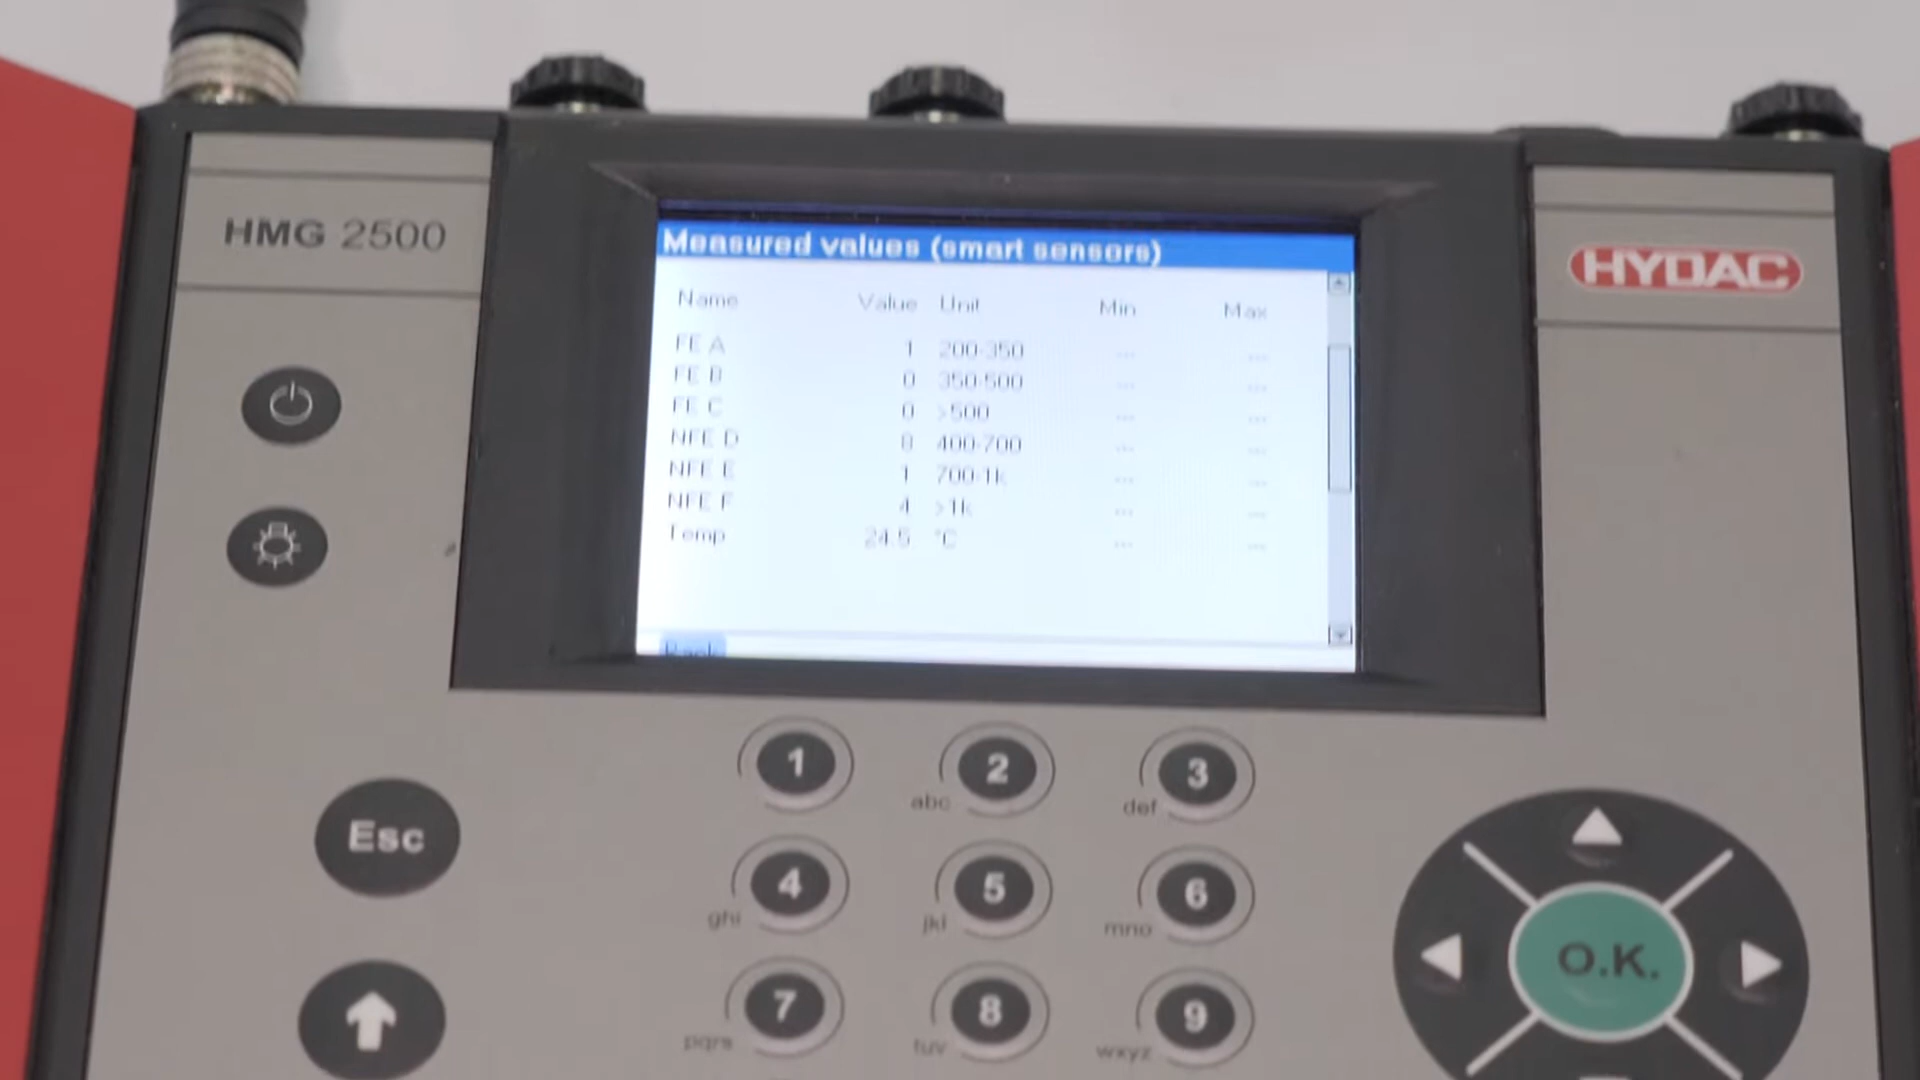 HMG 2500
HYDAC
Measured values (smart sensors)
Name Value Unit Min Max
FE A 1 200-350 --- ---
FE B 0 350-500 --- ---
FE C 0 >500 --- ---
NFE D 8 400-700 --- ---
NFE E 1 700-1k --- ---
NFE F 4 >1k --- ---
Temp 24.5 °C --- ---
Back
1 2 3
abc def
Esc
4 5 6
ghi jkl mno
O.K.
7 8 9
pqrs tuv wxyz